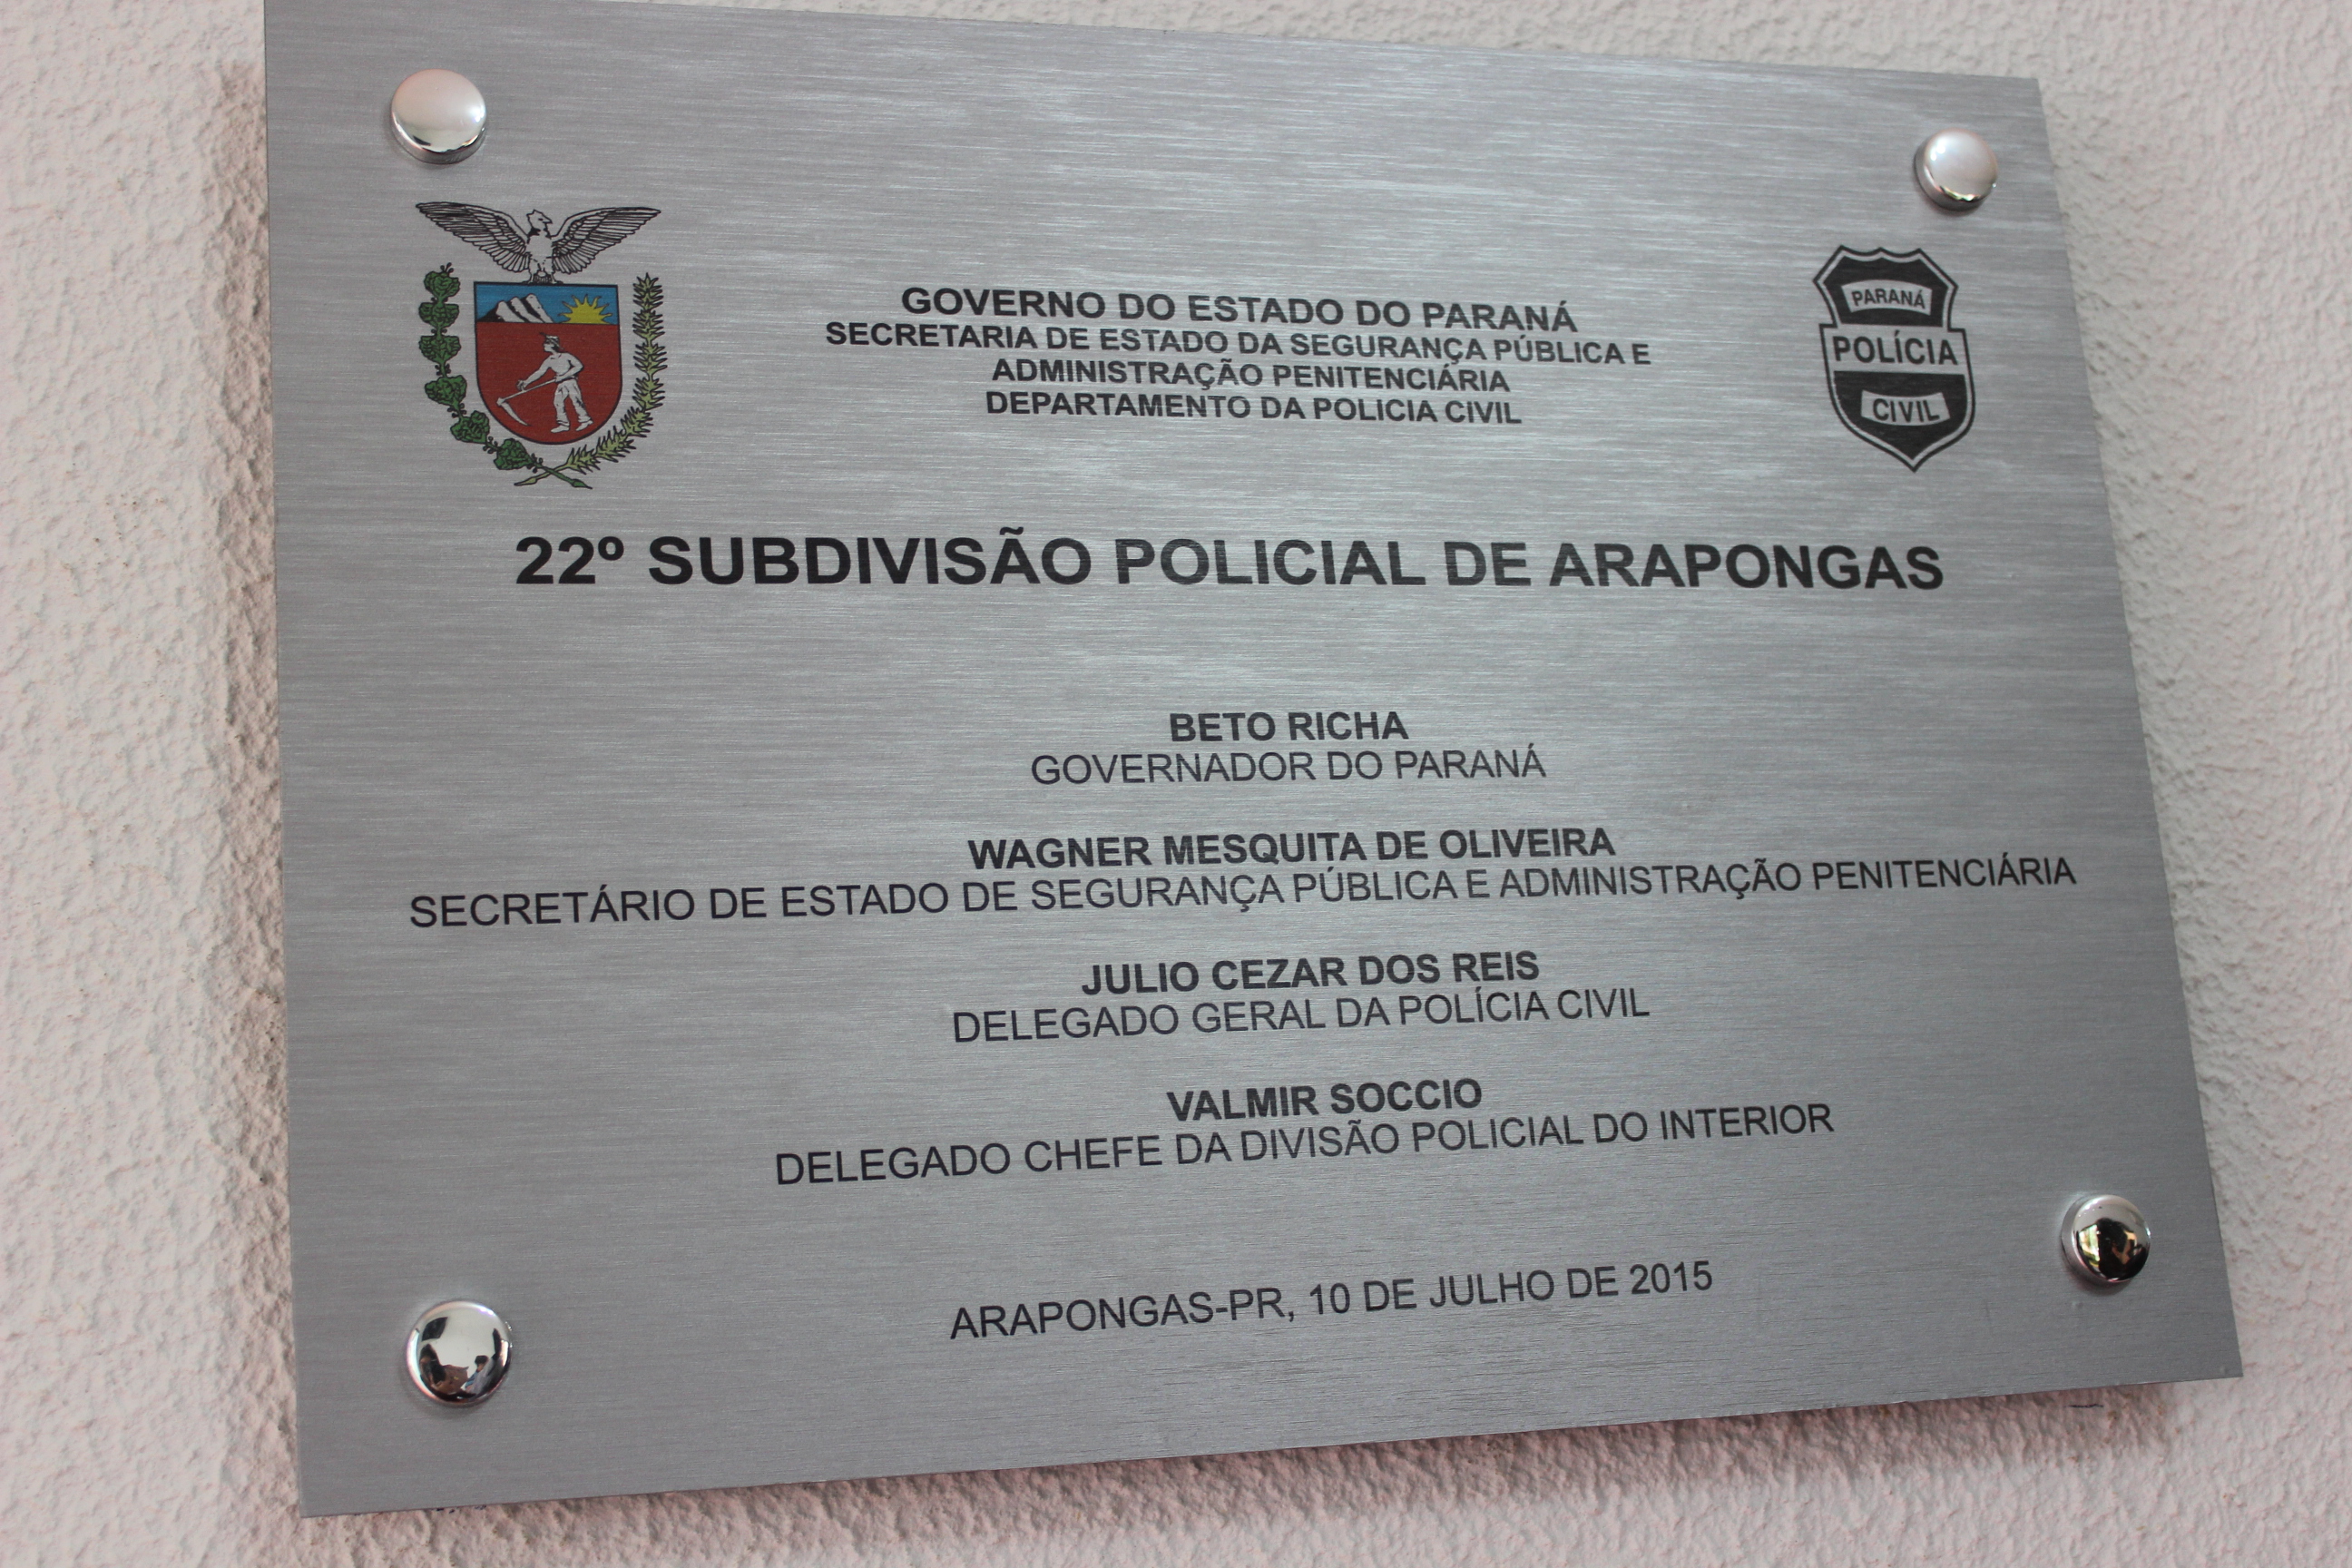 GOVERNO DO ESTADO DO PARANÁ
SECRETARIA DE ESTADO DA SEGURANÇA PÚBLICA E
ADMINISTRAÇÃO PENITENCIÁRIA
DEPARTAMENTO DA POLICIA CIVIL
PARANÁ
POLÍCIA
CIVIL
22º SUBDIVISÃO POLICIAL DE ARAPONGAS
BETO RICHA
GOVERNADOR DO PARANÁ
WAGNER MESQUITA DE OLIVEIRA
SECRETÁRIO DE ESTADO DE SEGURANÇA PÚBLICA E ADMINISTRAÇÃO PENITENCIÁRIA
JULIO CEZAR DOS REIS
DELEGADO GERAL DA POLÍCIA CIVIL
VALMIR SOCCIO
DELEGADO CHEFE DA DIVISÃO POLICIAL DO INTERIOR
ARAPONGAS-PR, 10 DE JULHO DE 2015